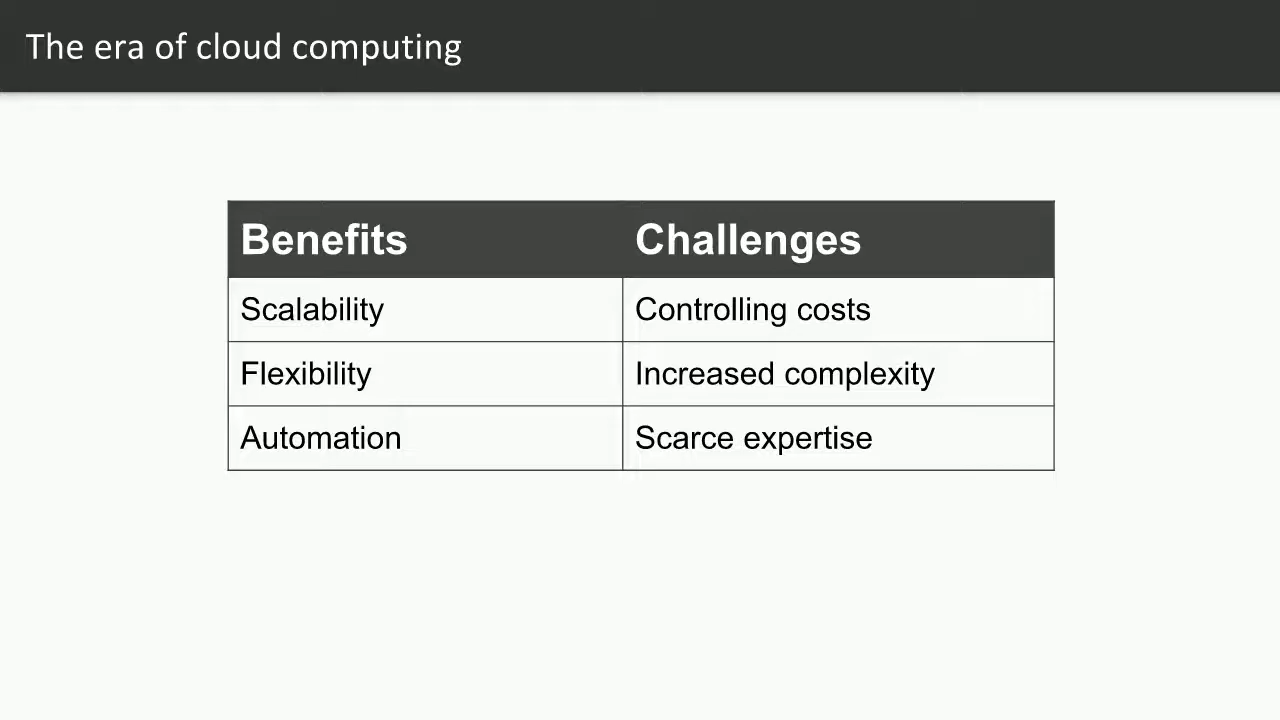 The era of cloud computing
Benefits Challenges
Scalability Controlling costs
Flexibility Increased complexity
Automation Scarce expertise